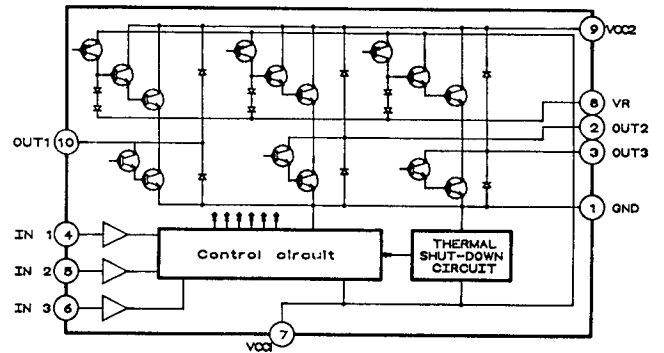 9 VCC2
8 VR
2 OUT2
OUT1 10
3 OUT3
1 GND
IN 1 4
IN 2 5
IN 3 6
Control circuit
THERMAL
SHUT-DOWN
CIRCUIT
7
VCC1